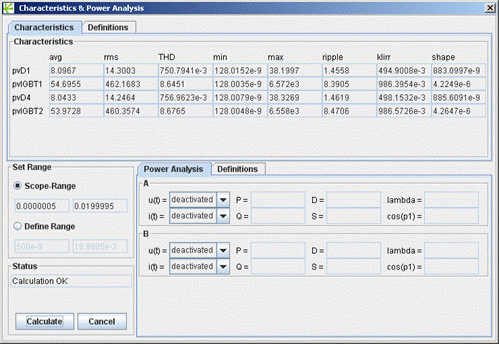 Characteristics & Power Analysis
Characteristics Definitions
Characteristics
avg rms THD min max ripple klirr shape
pvD1 8.0967 14.3003 750.7941e-3 128.0152e-9 38.1997 1.4558 494.9008e-3 883.0997e-9
pvIGBT1 54.6955 462.1683 8.6451 128.0035e-9 6.572e3 8.3905 986.3954e-3 4.2249e-6
pvD4 8.0433 14.2464 756.9623e-3 128.0079e-9 38.3269 1.4619 498.1532e-3 885.6091e-9
pvIGBT2 53.9728 460.3574 8.6765 128.0048e-9 6.558e3 8.4706 986.5726e-3 4.2647e-6
Set Range
Scope-Range
0.0000005 0.0199995
Define Range
500e-9 19.9995e-3
Status
Calculation OK
Calculate Cancel
Power Analysis Definitions
A
u(t) = deactivated P = D = lambda =
i(t) = deactivated Q = S = cos(p1) =
B
u(t) = deactivated P = D = lambda =
i(t) = deactivated Q = S = cos(p1) =